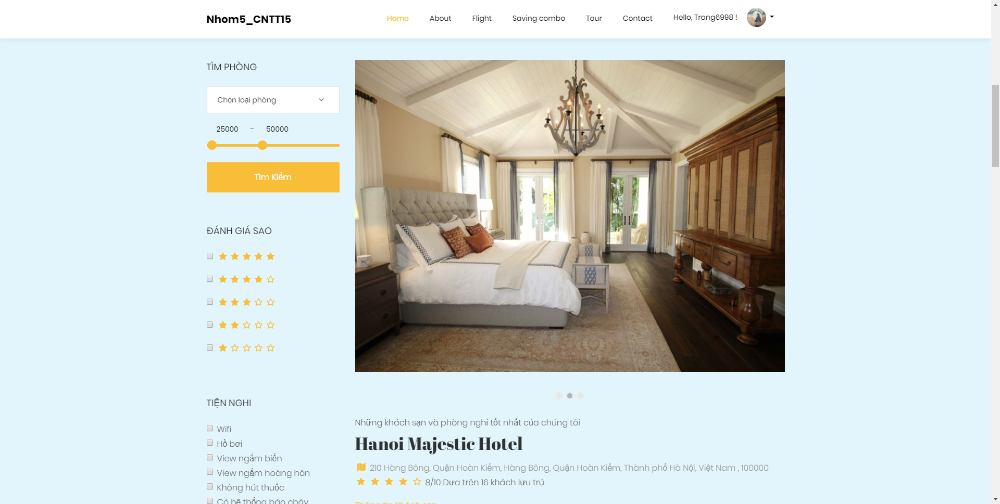 Nhom5_CNTT15
Home About Flight Saving combo Tour Contact Hello, Trang6998 !
TÌM PHÒNG
Chọn loại phòng
25000 - 50000
Tìm Kiếm
ĐÁNH GIÁ SAO
TIỆN NGHI
Wifi
Hồ bơi
View ngắm biển
View ngắm hoàng hôn
Không hút thuốc
Có hệ thống báo cháy
Những khách sạn và phòng nghỉ tốt nhất của chúng tôi
Hanoi Majestic Hotel
210 Hàng Bông, Quận Hoàn Kiếm, Hàng Bông, Quận Hoàn Kiếm, Thành phố Hà Nội, Việt Nam , 100000
8/10 Dựa trên 16 khách lưu trú
Thông tin khách sạn